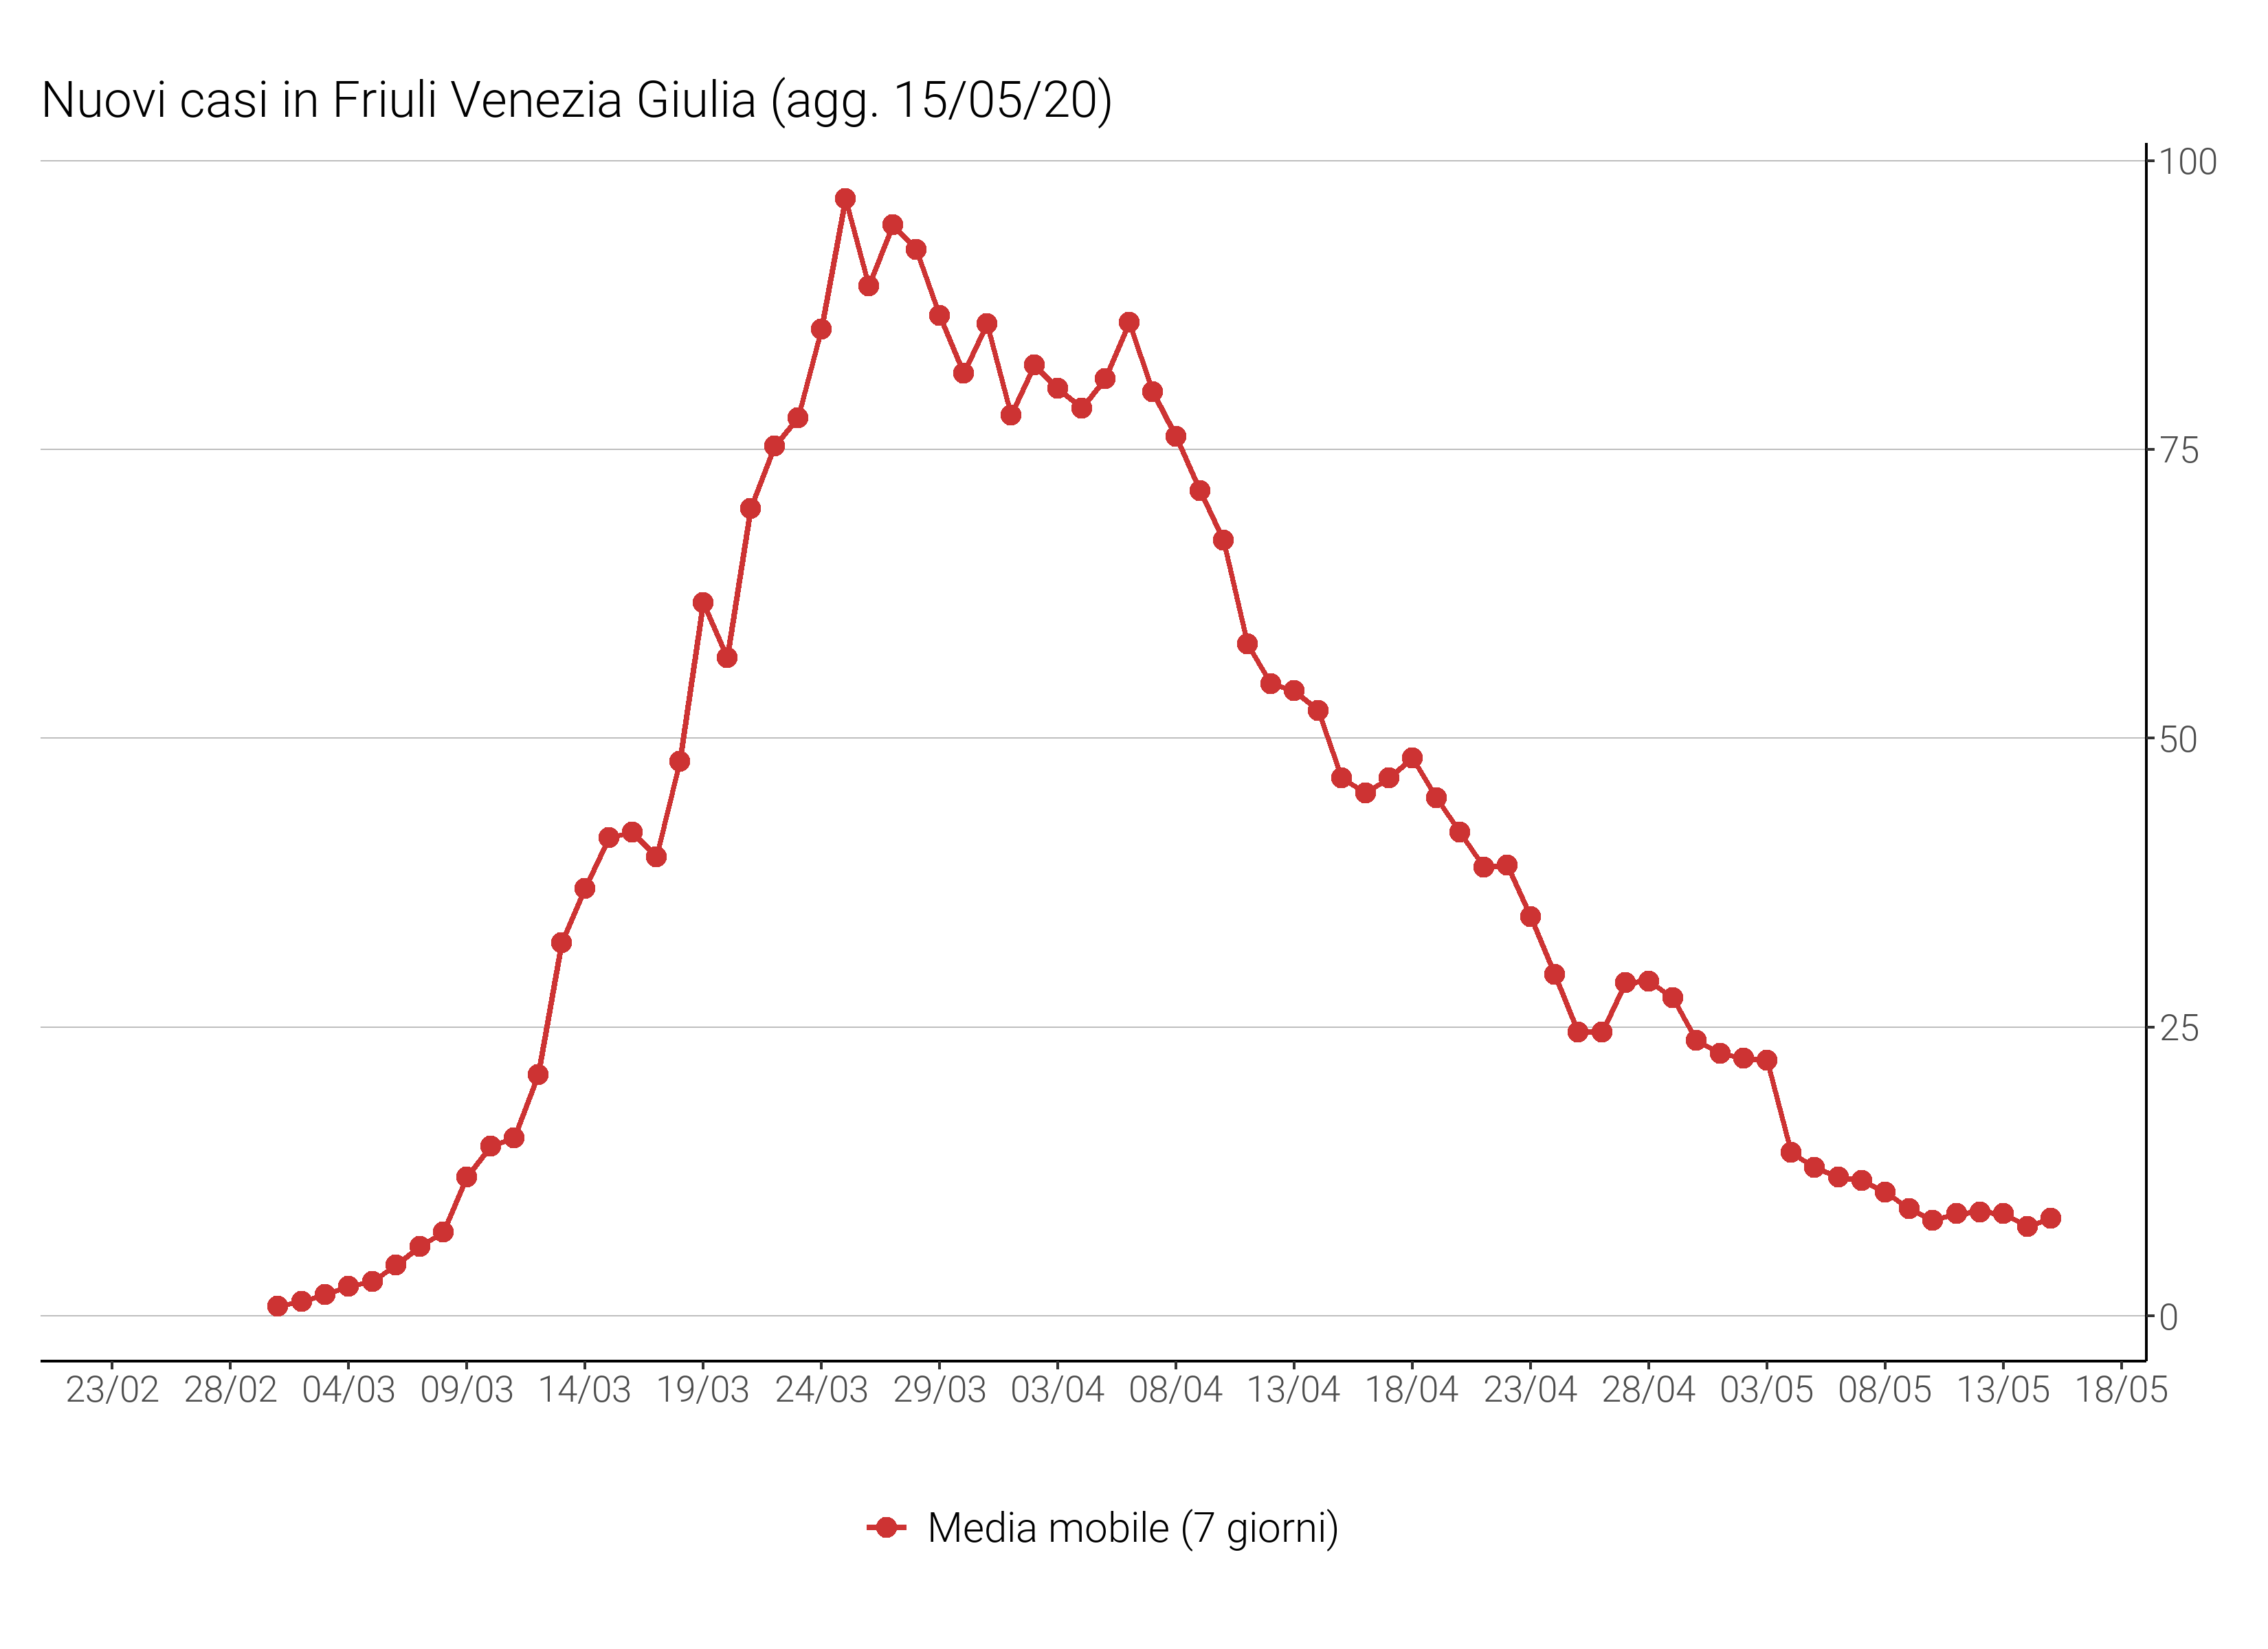 Nuovi casi in Friuli Venezia Giulia (agg. 15/05/20)
100
75
50
25
0
23/02 28/02 04/03 09/03 14/03 19/03 24/03 29/03 03/04 08/04 13/04 18/04 23/04 28/04 03/05 08/05 13/05 18/05
Media mobile (7 giorni)